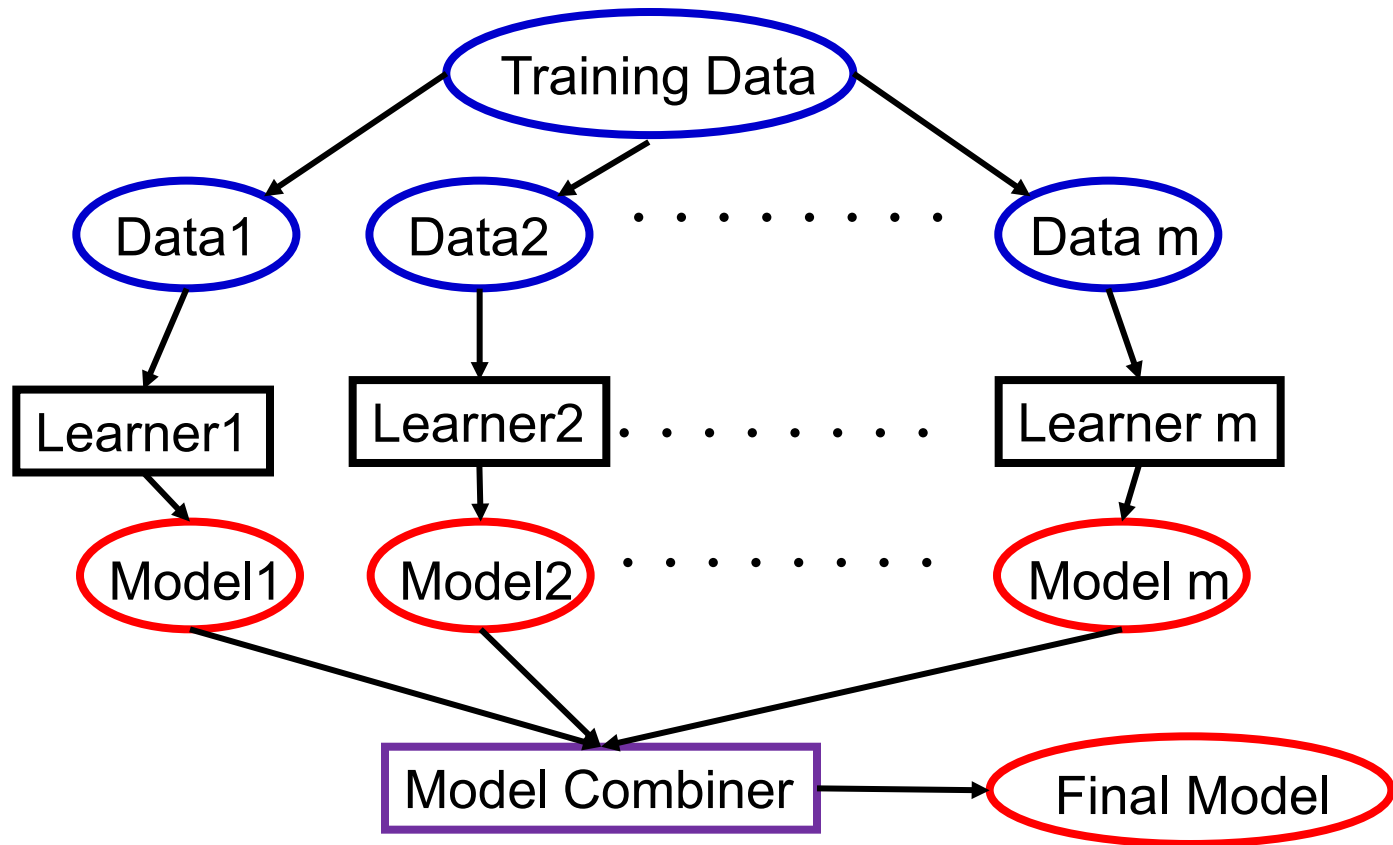 Training Data
Data1
Data2
Data m
Learner1
Learner2
Learner m
Model1
Model2
Model m
Model Combiner
Final Model